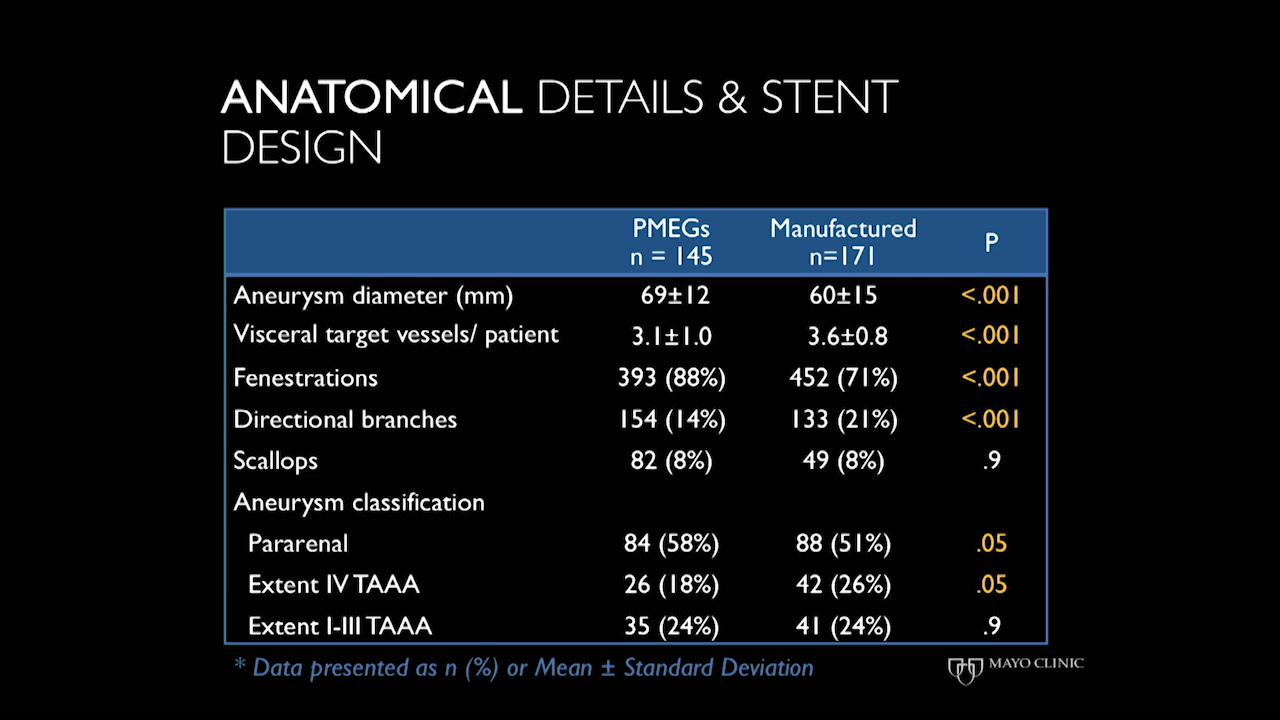 ANATOMICAL DETAILS & STENT
DESIGN
PMEGs Manufactured P
n = 145 n=171
Aneurysm diameter (mm) 69±12 60±15 <.001
Visceral target vessels/ patient 3.1±1.0 3.6±0.8 <.001
Fenestrations 393 (88%) 452 (71%) <.001
Directional branches 154 (14%) 133 (21%) <.001
Scallops 82 (8%) 49 (8%) .9
Aneurysm classification
Pararenal 84 (58%) 88 (51%) .05
Extent IV TAAA 26 (18%) 42 (26%) .05
Extent I-III TAAA 35 (24%) 41 (24%) .9
* Data presented as n (%) or Mean ± Standard Deviation
MAYO CLINIC